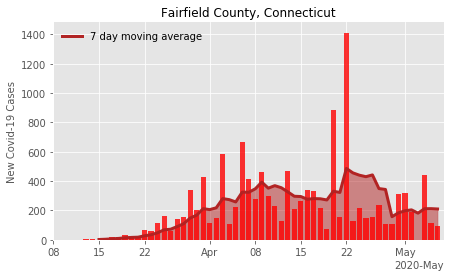 Fairfield County, Connecticut
7 day moving average
New Covid-19 Cases
1400
1200
1000
800
600
400
200
0
08
15
22
Apr
08
15
22
May
2020-May